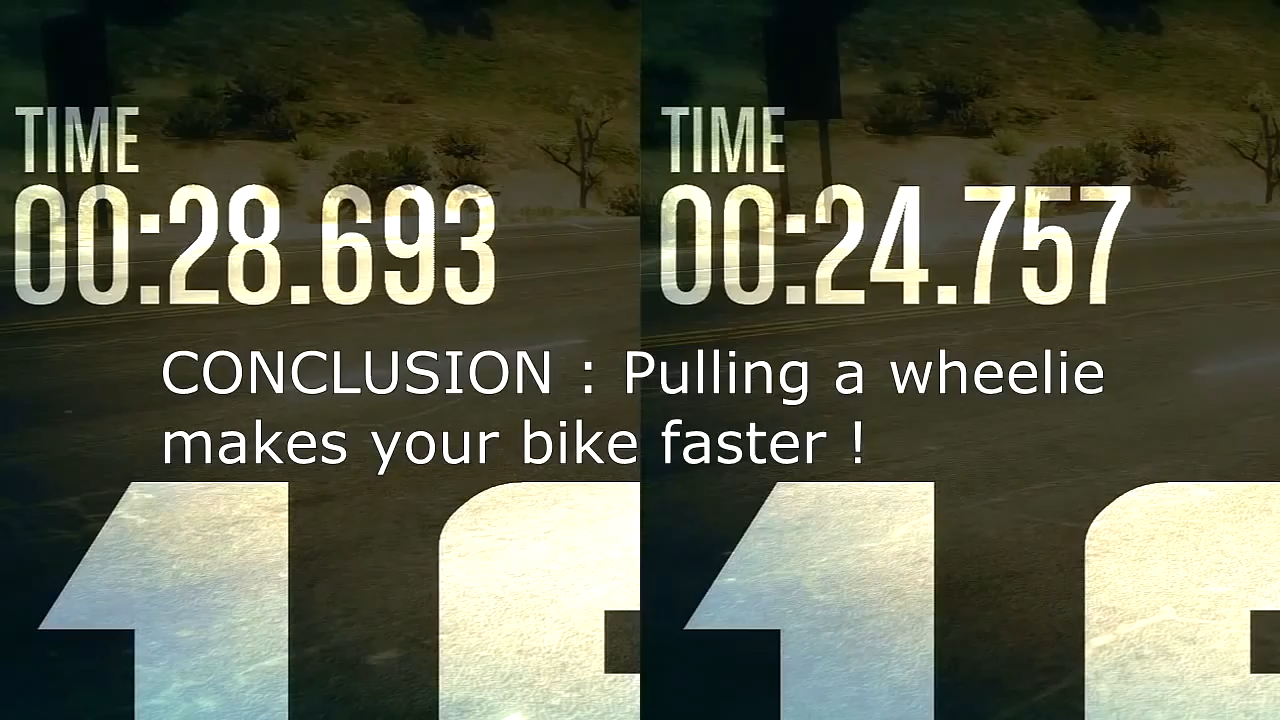 TIME
00:28.693
TIME
00:24.757
CONCLUSION : Pulling a wheelie
makes your bike faster !